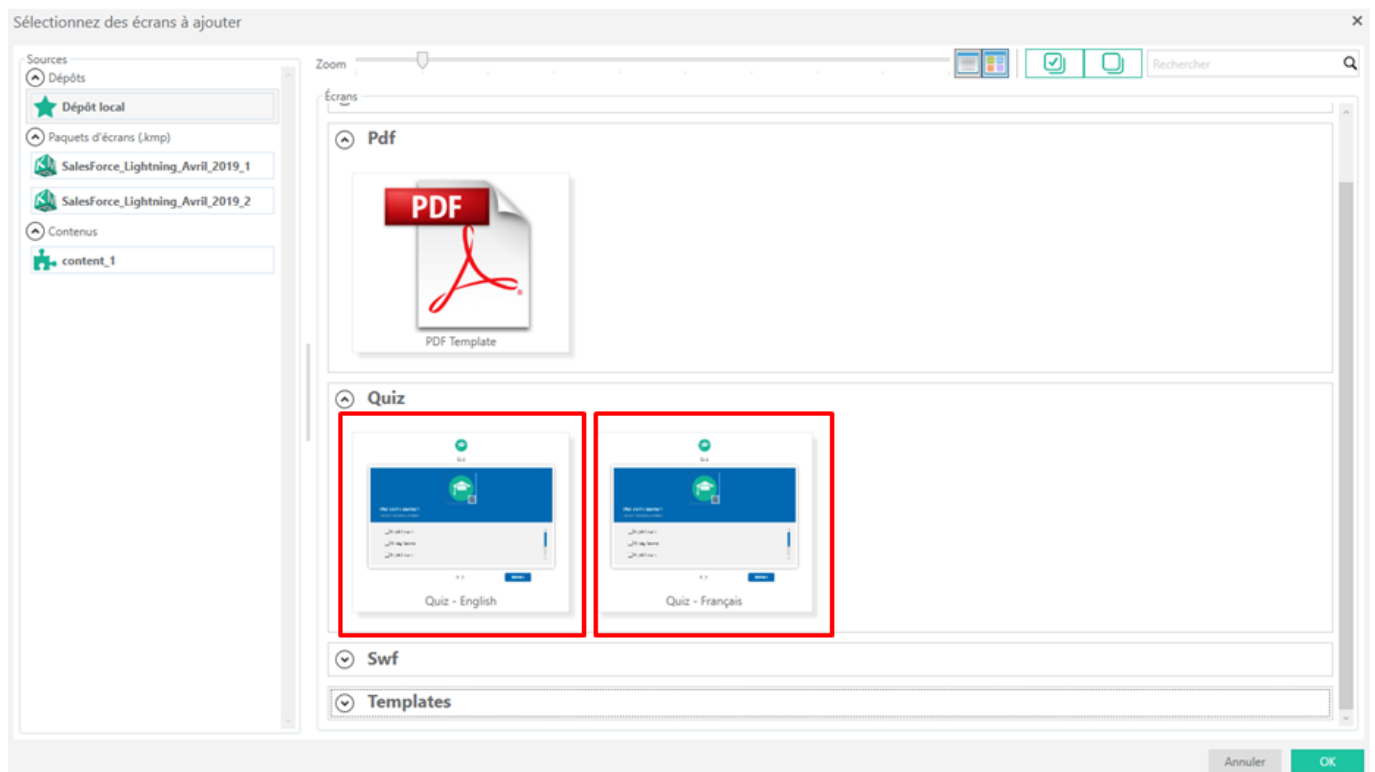 Sélectionnez des écrans à ajouter
Sources
Dépôts
Dépôt local
Paquets d'écrans (.kmp)
SalesForce_Lightning_Avril_2019_1
SalesForce_Lightning_Avril_2019_2
Contenus
content_1
Zoom
Rechercher
Écrans
Pdf
PDF
PDF Template
Quiz
Quiz - English
Quiz - Français
Swf
Templates
Annuler
OK